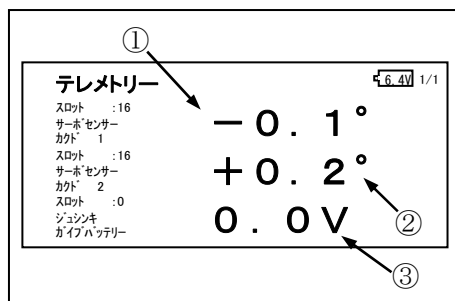 ①
テレメトリー
6.4V 1/1
スロット :16
サーボセンサー
カクド 1
-0.1°
スロット :16
サーボセンサー
カクド 2
+0.2°
②
スロット :0
ジュシンキ
ガイブバッテリー
0.0V
③